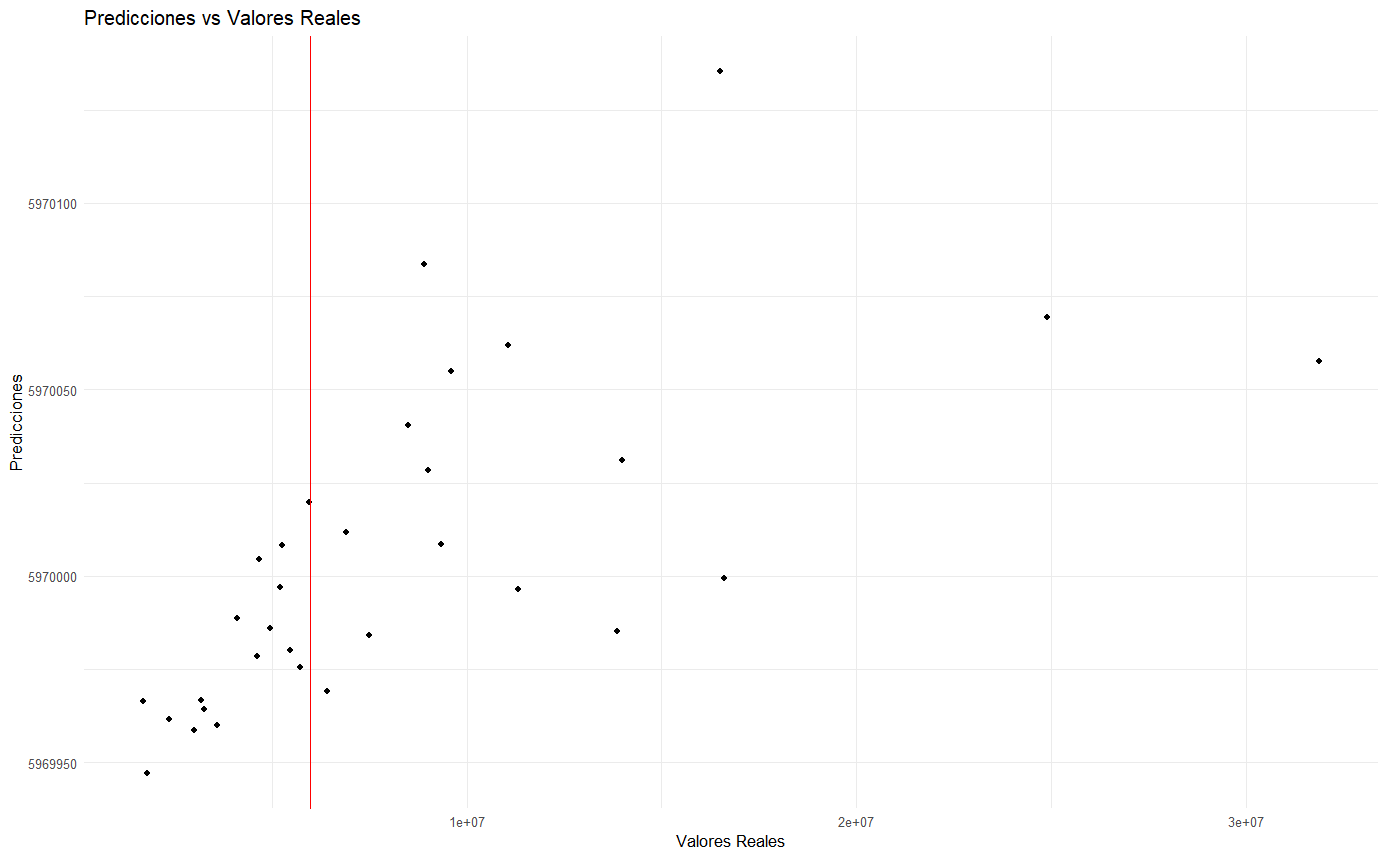 Predicciones vs Valores Reales
Predicciones
5970100
5970050
5970000
5969950
1e+07
2e+07
3e+07
Valores Reales